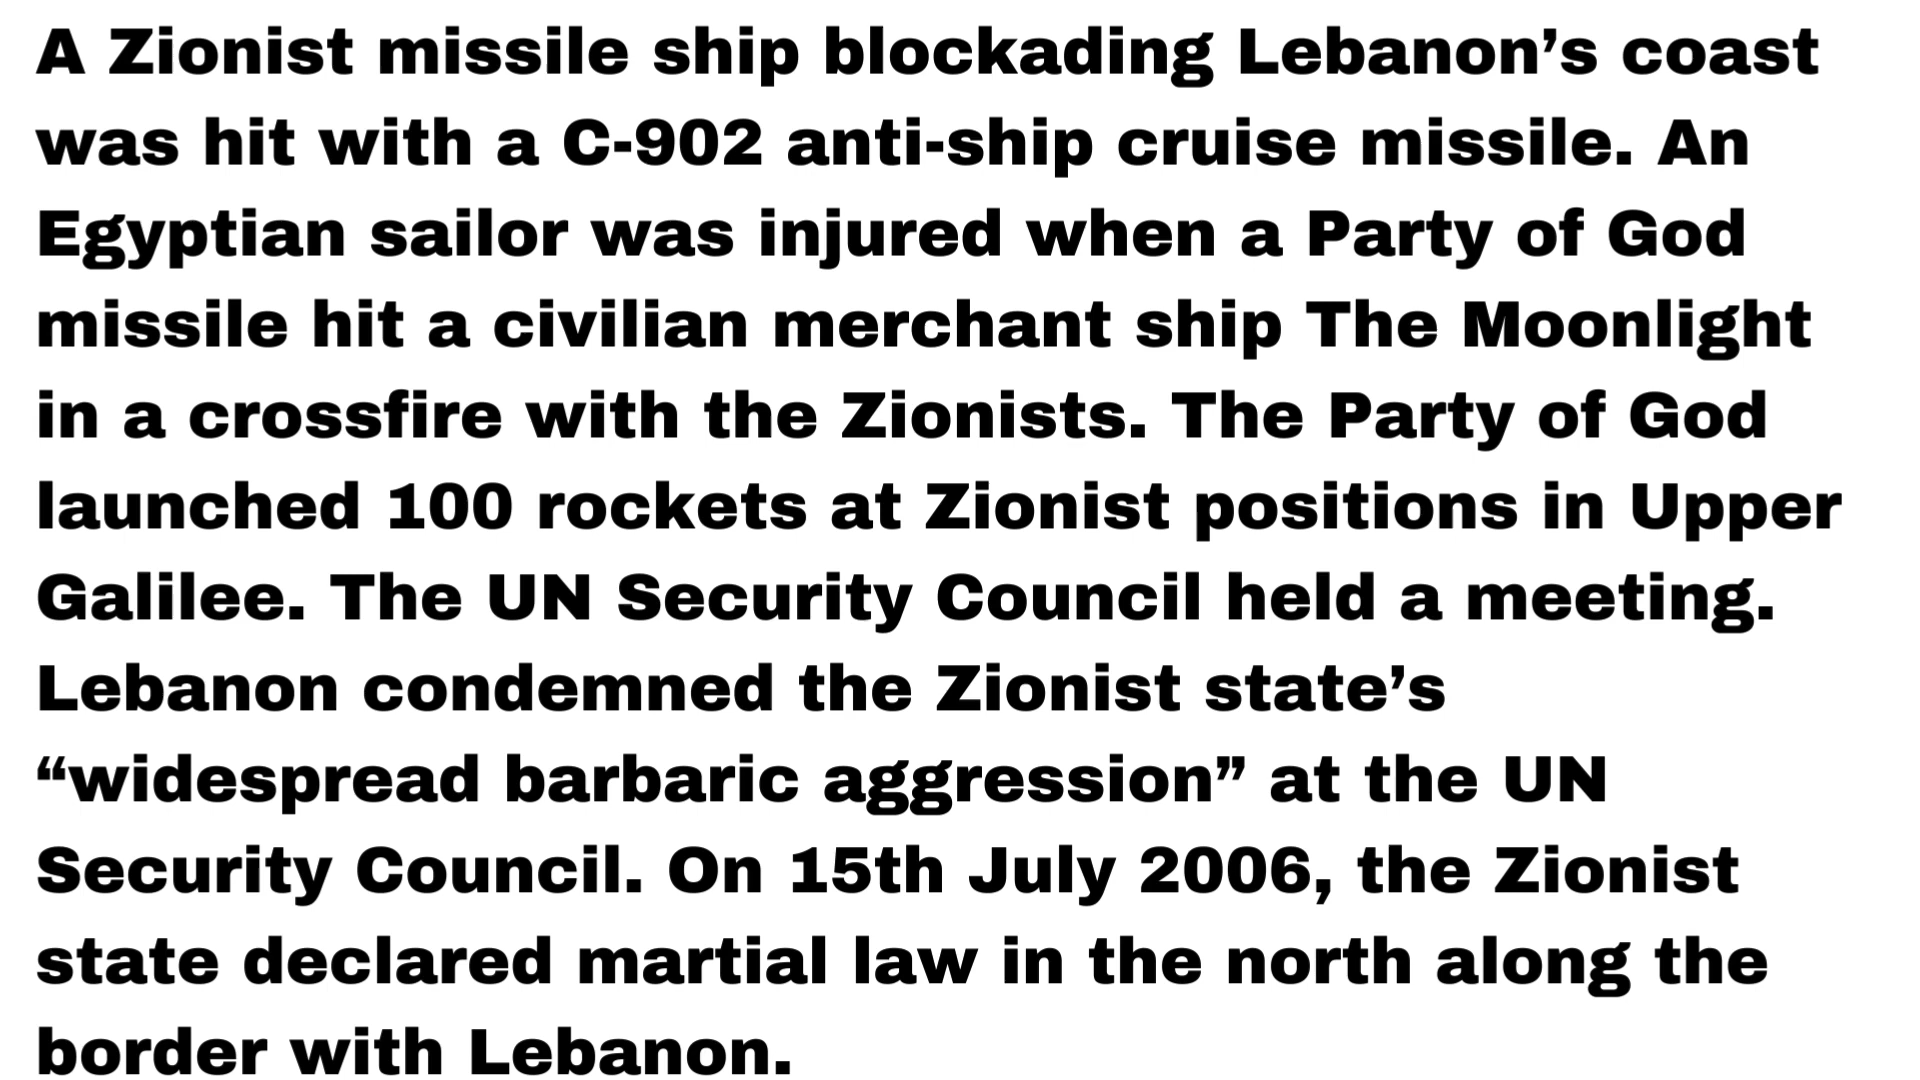 A Zionist missile ship blockading Lebanon’s coast
was hit with a C-902 anti-ship cruise missile. An
Egyptian sailor was injured when a Party of God
missile hit a civilian merchant ship The Moonlight
in a crossfire with the Zionists. The Party of God
launched 100 rockets at Zionist positions in Upper
Galilee. The UN Security Council held a meeting.
Lebanon condemned the Zionist state’s
“widespread barbaric aggression” at the UN
Security Council. On 15th July 2006, the Zionist
state declared martial law in the north along the
border with Lebanon.